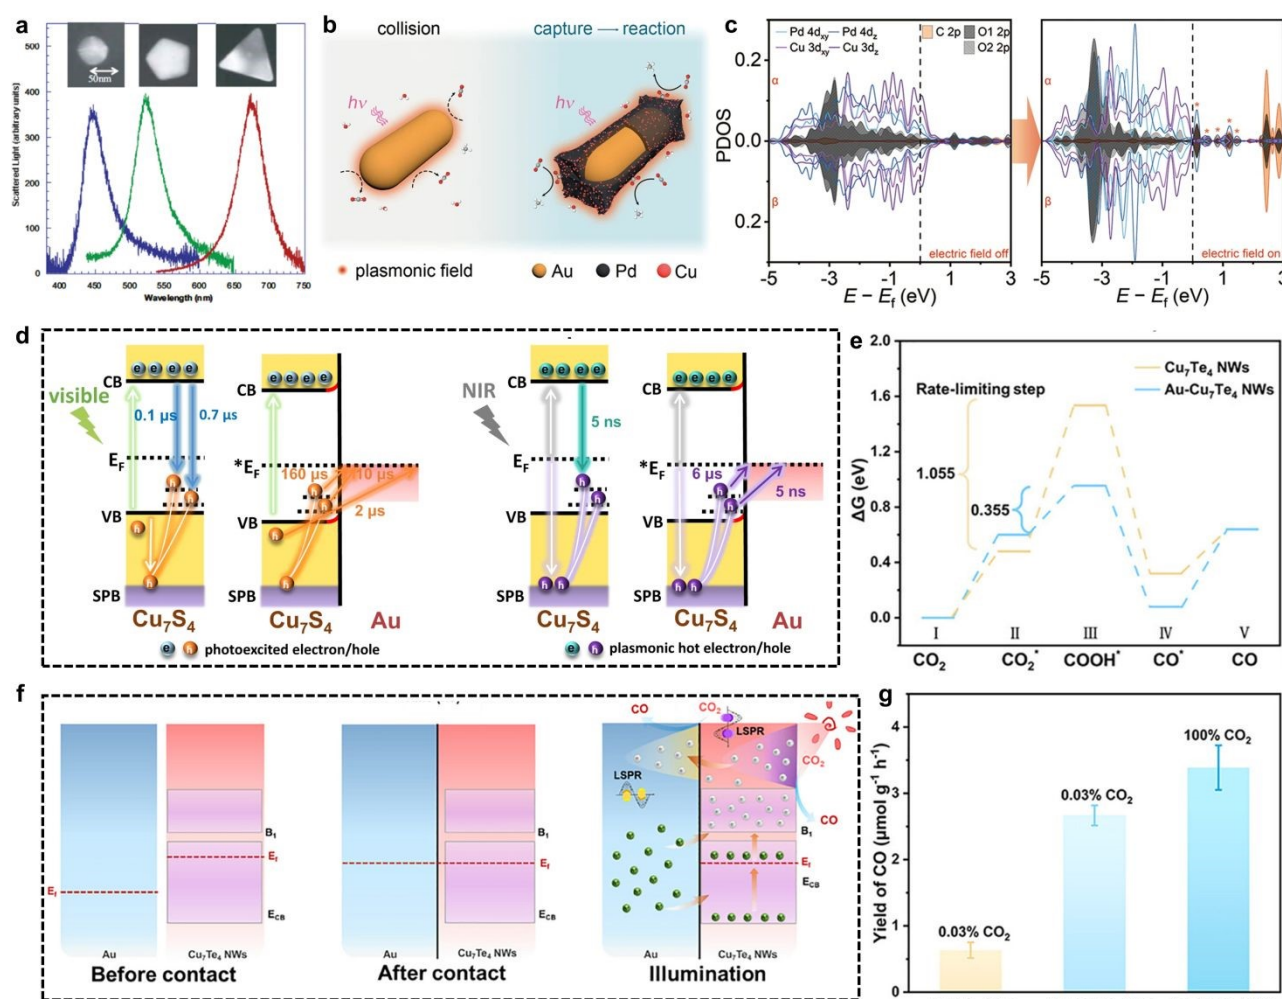 a
Scattered Light (arbitrary units)
500
400
300
200
100
0
50nm
400
450
500
550
600
650
700
750
Wavelength (nm)
b
collision
capture → reaction
hν
hν
plasmonic field
Au
Pd
Cu
c
PDOS
0.2
0.0
0.2
α
β
Pd 4dxy
Pd 4dz
C 2p
O1 2p
Cu 3dxy
Cu 3dz
O2 2p
electric field off
-5
-3
-1
1
3
E − Ef (eV)
α
β
electric field on
-5
-3
-1
1
3
E − Ef (eV)
d
visible
CB
0.1 µs
0.7 µs
EF
VB
SPB
Cu7S4
CB
*EF
160 µs
110 µs
2 µs
VB
SPB
Cu7S4
Au
NIR
CB
5 ns
EF
VB
SPB
Cu7S4
CB
*EF
6 µs
5 ns
VB
SPB
Cu7S4
Au
e
h
photoexcited electron/hole
e
h
plasmonic hot electron/hole
e
ΔG (eV)
2.0
1.6
1.2
0.8
0.4
0.0
Cu7Te4 NWs
Au-Cu7Te4 NWs
Rate-limiting step
1.055
0.355
I
II
III
IV
V
CO2
CO2*
COOH*
CO*
CO
f
Ef
B1
Ef
ECB
Au
Cu7Te4 NWs
Before contact
B1
Ef
ECB
Au
Cu7Te4 NWs
After contact
CO
CO2
LSPR
CO2
LSPR
CO
B1
Ef
ECB
Au
Cu7Te4 NWs
Illumination
g
Yield of CO (µmol g-1 h-1)
4
3
2
1
0
0.03% CO2
0.03% CO2
100% CO2